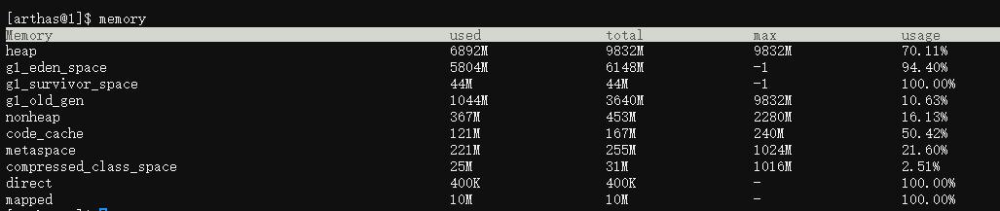 [arthas@1]$ memory
Memory used total max usage
heap 6892M 9832M 9832M 70.11%
g1_eden_space 5804M 6148M -1 94.40%
g1_survivor_space 44M 44M -1 100.00%
g1_old_gen 1044M 3640M 9832M 10.63%
nonheap 367M 453M 2280M 16.13%
code_cache 121M 167M 240M 50.42%
metaspace 221M 255M 1024M 21.60%
compressed_class_space 25M 31M 1016M 2.51%
direct 400K 400K - 100.00%
mapped 10M 10M - 100.00%